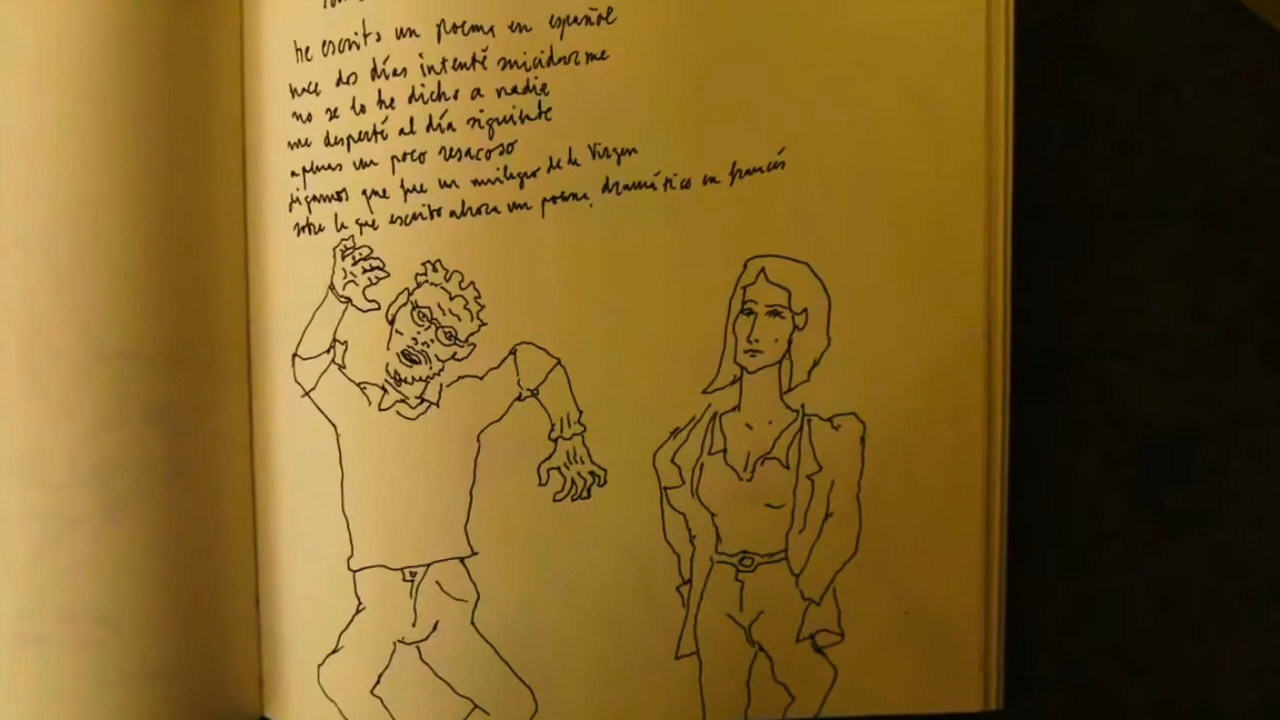 he escrito un poema en español
hace dos días intenté suicidarme
no se lo he dicho a nadie
me desperté al día siguiente
apenas un poco resacoso
digamos que fue un milagro de la Virgen
sobre la que escribo ahora un poema dramático en francés